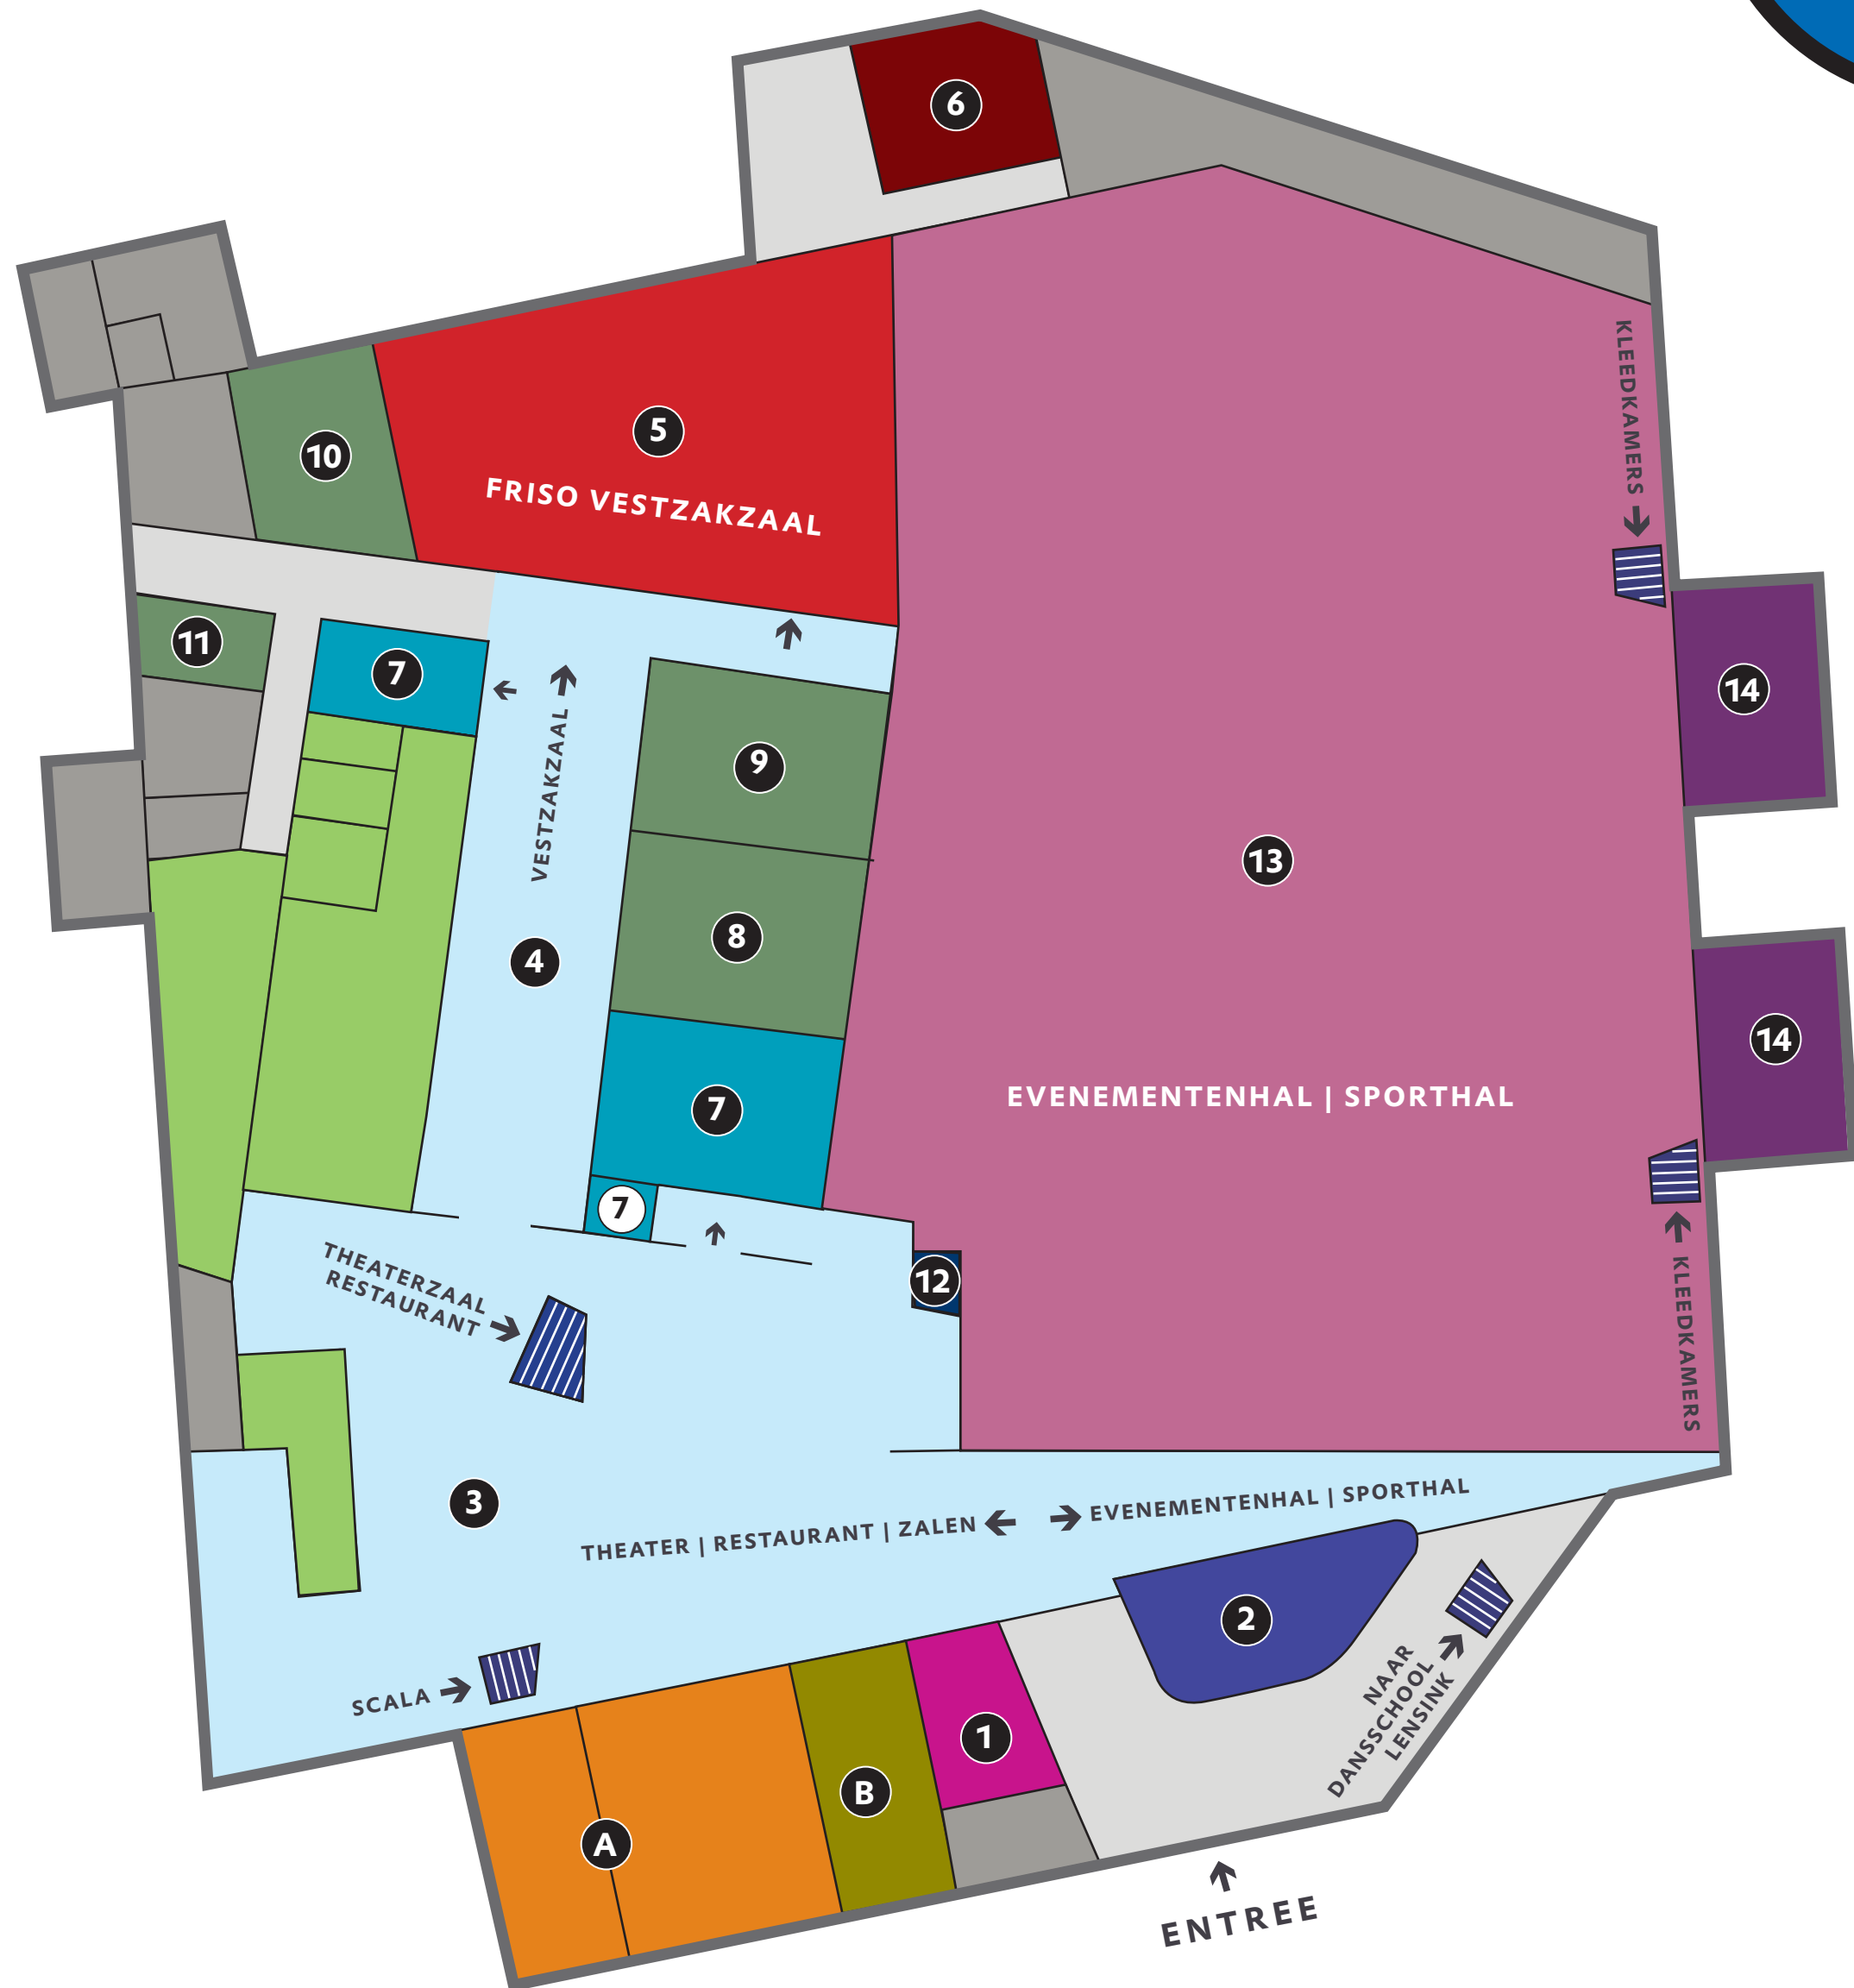 6
5
FRISO VESTZAKZAAL
10
KLEEDKAMERS
11
7
14
VESTZAKZAAL
9
13
8
4
14
7
EVENEMENTENHAL | SPORTHAL
7
12
THEATERZAAL
RESTAURANT
KLEEDKAMERS
3
THEATER | RESTAURANT | ZALEN
EVENEMENTENHAL | SPORTHAL
2
SCALA
1
NAAR
DANSSCHOOL
LENSINK
B
A
ENTREE